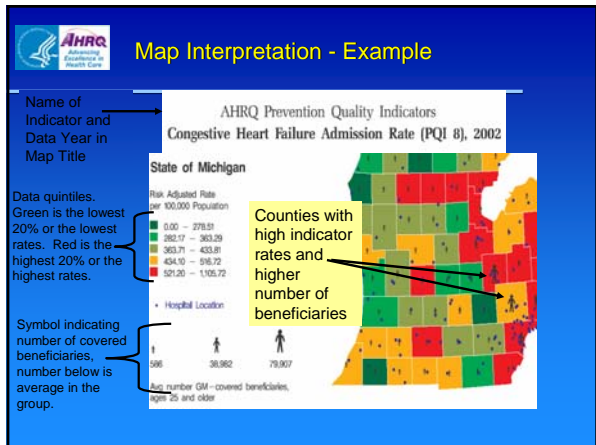 AHRQ
Advancing
Excellence in
Health Care
Map Interpretation - Example
Name of
Indicator and
Data Year in
Map Title
AHRQ Prevention Quality Indicators
Congestive Heart Failure Admission Rate (PQI 8), 2002
State of Michigan
Risk Adjusted Rate
per 100,000 Population
0.00 - 278.51
282.17 - 363.29
363.71 - 433.81
434.10 - 516.72
521.20 - 1,105.72
Hospital Location
586
38,982
79,907
Avg number GM-covered beneficiaries,
ages 25 and older
Data quintiles.
Green is the lowest
20% or the lowest
rates. Red is the
highest 20% or the
highest rates.
Symbol indicating
number of covered
beneficiaries,
number below is
average in the
group.
Counties with
high indicator
rates and
higher
number of
beneficiaries